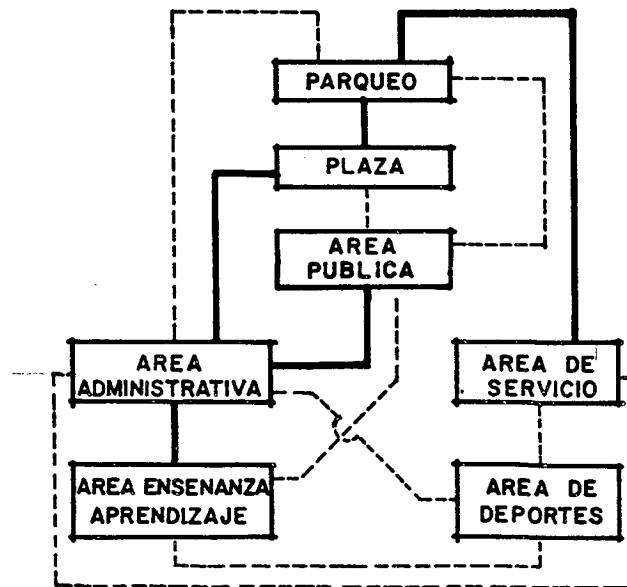 PARQUEO
PLAZA
AREA
PUBLICA
AREA
ADMINISTRATIVA
AREA DE
SERVICIO
AREA ENSENANZA
APRENDIZAJE
AREA DE
DEPORTES